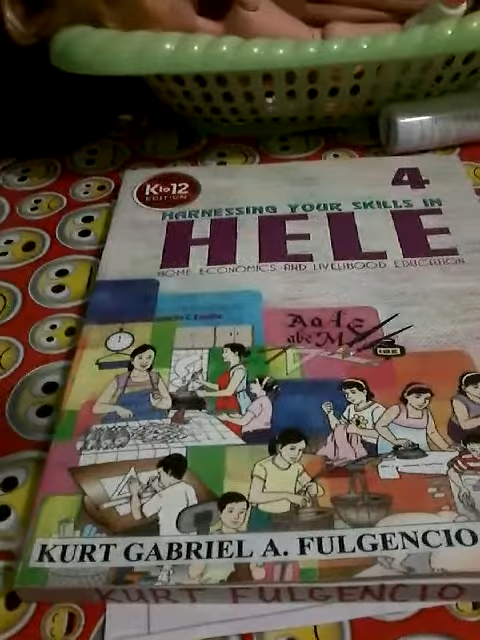 K to 12
EDITION
4
HARNESSING YOUR SKILLS IN
HELE
HOME ECONOMICS AND LIVELIHOOD EDUCATION
Aa
abc
KURT GABRIEL A. FULGENCIO
KURT FULGENCIO